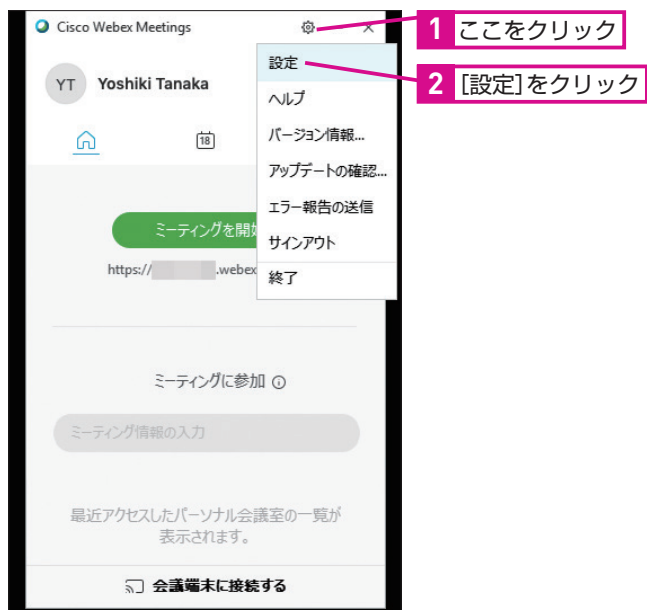 Cisco Webex Meetings
1 ここをクリック
YT Yoshiki Tanaka
設定
2 [設定]をクリック
ヘルプ
18
バージョン情報...
アップデートの確認...
エラー報告の送信
サインアウト
終了
ミーティングを開
https:// .webex
ミーティングに参加
ミーティング情報の入力
最近アクセスしたパーソナル会議室の一覧が
表示されます。
会議端末に接続する